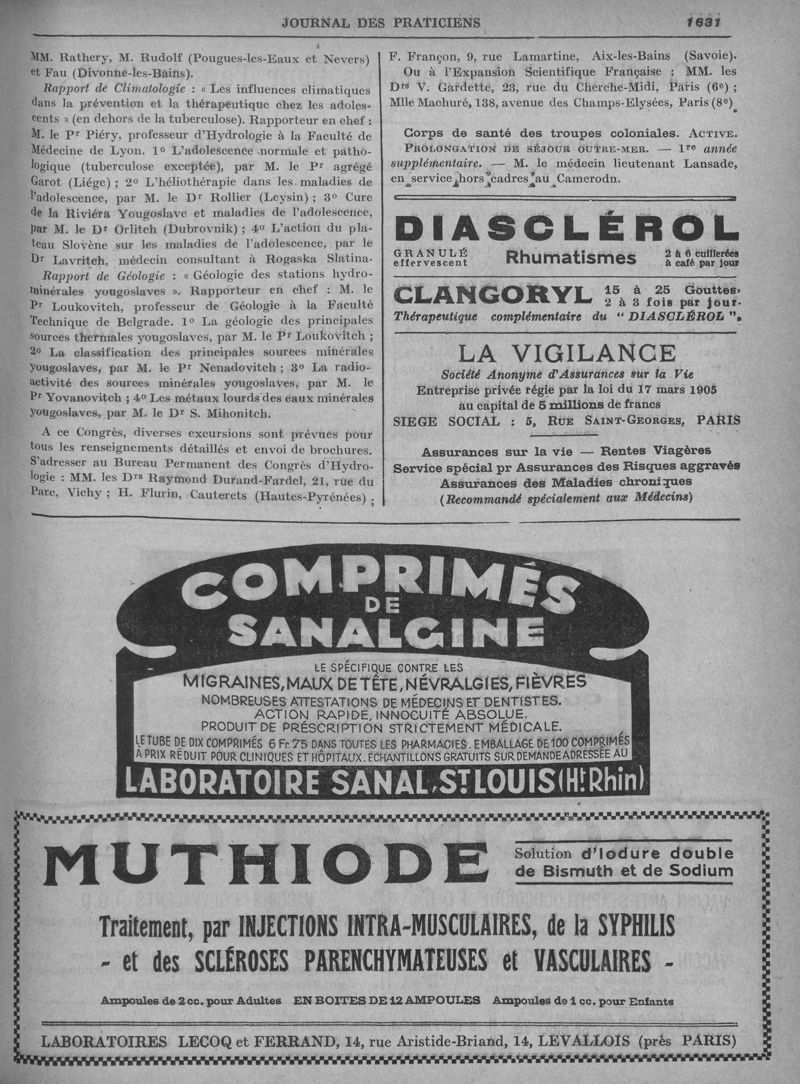 JOURNAL DES PRATICIENS 1631
MM. Rathery, M. Rudolf (Pougues-les-Eaux et Nevers)
et Fau (Divonne-les-Bains).
Rapport de Climatologie : « Les influences climatiques
dans la prévention et la thérapeutique chez les adoles-
cents » (en dehors de la tuberculose). Rapporteur en chef :
M. le Pr Piéry, professeur d'Hydrologie à la Faculté de
Médecine de Lyon. 1o L'adolescence normale et patho-
logique (tuberculose exceptée), par M. le Pr agrégé
Garot (Liége) ; 2o L'héliothérapie dans les maladies de
l'adolescence, par M. le Dr Rollier (Leysin) ; 3o Cure
de la Riviéra Yougoslave et maladies de l'adolescence,
par M. le Dr Orlitch (Dubrovnik) ; 4o L'action du pla-
teau Slovène sur les maladies de l'adolescence, par le
Dr Lavritch, médecin consultant à Rogaska Slatina.
Rapport de Géologie : « Géologie des stations hydro-
minérales yougoslaves ». Rapporteur en chef : M. le
Pr Loukovitch, professeur de Géologie à la Faculté
Technique de Belgrade. 1o La géologie des principales
sources thermales yougoslaves, par M. le Pr Loukovitch ;
2o La classification des principales sources minérales
yougoslaves, par M. le Pr Nenadovitch ; 3o La radio-
activité des sources minérales yougoslaves, par M. le
Pr Yovanovitch ; 4o Les métaux lourds des eaux minérales
yougoslaves, par M. le Dr S. Mihonitch.
A ce Congrès, diverses excursions sont prévues pour
tous les renseignements détaillés et envoi de brochures.
S'adresser au Bureau Permanent des Congrès d'Hydro-
logie : MM. les Drs Raymond Durand-Fardel, 21, rue du
Parc, Vichy ; H. Flurin, Cauterets (Hautes-Pyrénées) ;
F. Françon, 9, rue Lamartine, Aix-les-Bains (Savoie).
Ou à l'Expansion Scientifique Française : MM. les
Drs V. Gardette, 23, rue du Cherche-Midi, Paris (6e) ;
Mlle Machuré, 138, avenue des Champs-Elysées, Paris (8e).
Corps de santé des troupes coloniales. ACTIVE.
PROLONGATION DE SÉJOUR OUTRE-MER. — 1re année
supplémentaire. — M. le médecin lieutenant Lansade,
en service hors cadres au Camerodn.
DIASCLÉROL
GRANULÉ
effervescent
Rhumatismes
2 à 6 cuillerées
à café par jour
CLANGORYL
15 à 25 Gouttes
2 à 3 fois par jour.
Thérapeutique complémentaire du " DIASCLÉROL ".
LA VIGILANCE
Société Anonyme d'Assurances sur la Vie
Entreprise privée régie par la loi du 17 mars 1905
au capital de 5 millions de francs
SIEGE SOCIAL : 5, RUE SAINT-GEORGES, PARIS
Assurances sur la vie — Rentes Viagères
Service spécial pr Assurances des Risques aggravés
Assurances des Maladies chroniques
(Recommandé spécialement aux Médecins)
COMPRIMÉS
DE
SANALGINE
LE SPÉCIFIQUE CONTRE LES
MIGRAINES, MAUX DE TÊTE, NÉVRALGIES, FIÈVRES
NOMBREUSES ATTESTATIONS DE MÉDECINS ET DENTISTES.
ACTION RAPIDE, INNOCUITÉ ABSOLUE.
PRODUIT DE PRÉSCRIPTION STRICTEMENT MÉDICALE.
LE TUBE DE DIX COMPRIMÉS 6 Fr. 75 DANS TOUTES LES PHARMACIES. EMBALLAGE DE 100 COMPRIMÉS
A PRIX RÉDUIT POUR CLINIQUES ET HÔPITAUX. ÉCHANTILLONS GRATUITS SUR DEMANDE ADRESSÉE AU
LABORATOIRE SANAL, ST. LOUIS (Ht. Rhin)
MUTHIODE
Solution d'Iodure double
de Bismuth et de Sodium
Traitement, par INJECTIONS INTRA-MUSCULAIRES, de la SYPHILIS
- et des SCLÉROSES PARENCHYMATEUSES et VASCULAIRES -
Ampoules de 2 cc. pour Adultes EN BOITES DE 12 AMPOULES Ampoules de 1 cc. pour Enfants
LABORATOIRES LECOQ et FERRAND, 14, rue Aristide-Briand, 14, LEVALLOIS (près PARIS)